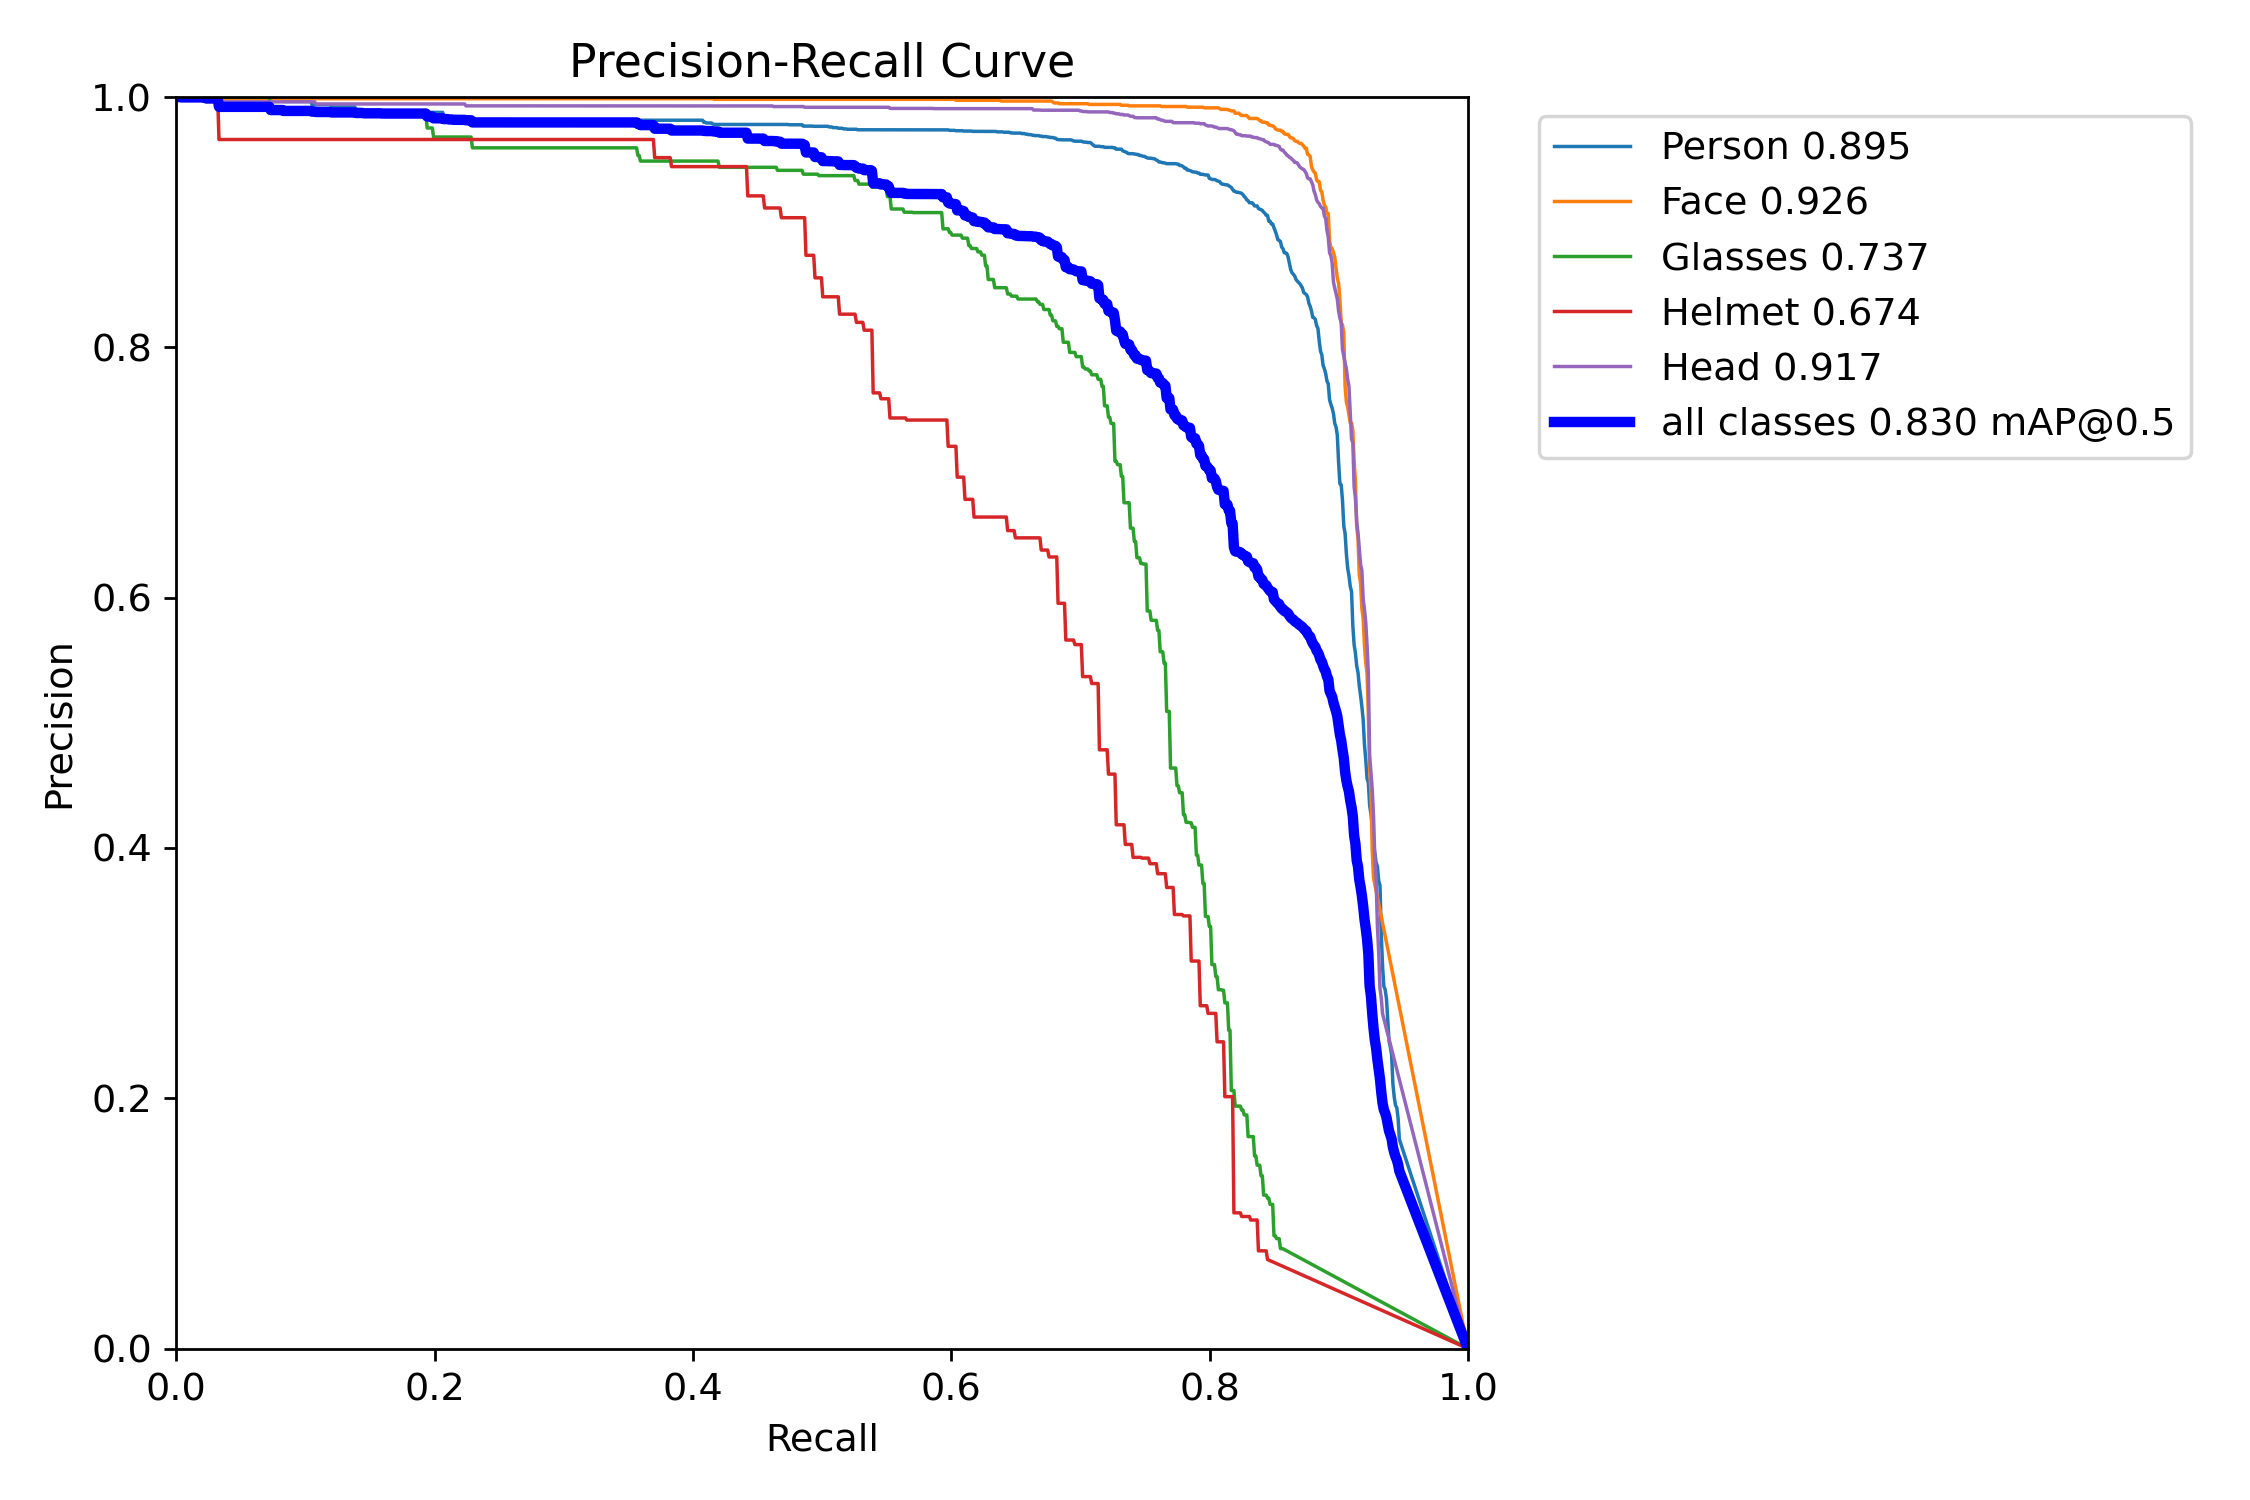 Precision-Recall Curve
1.0
0.8
0.6
0.4
0.2
0.0
Precision
0.0 0.2 0.4 0.6 0.8 1.0
Recall
Person 0.895
Face 0.926
Glasses 0.737
Helmet 0.674
Head 0.917
all classes 0.830 mAP@0.5